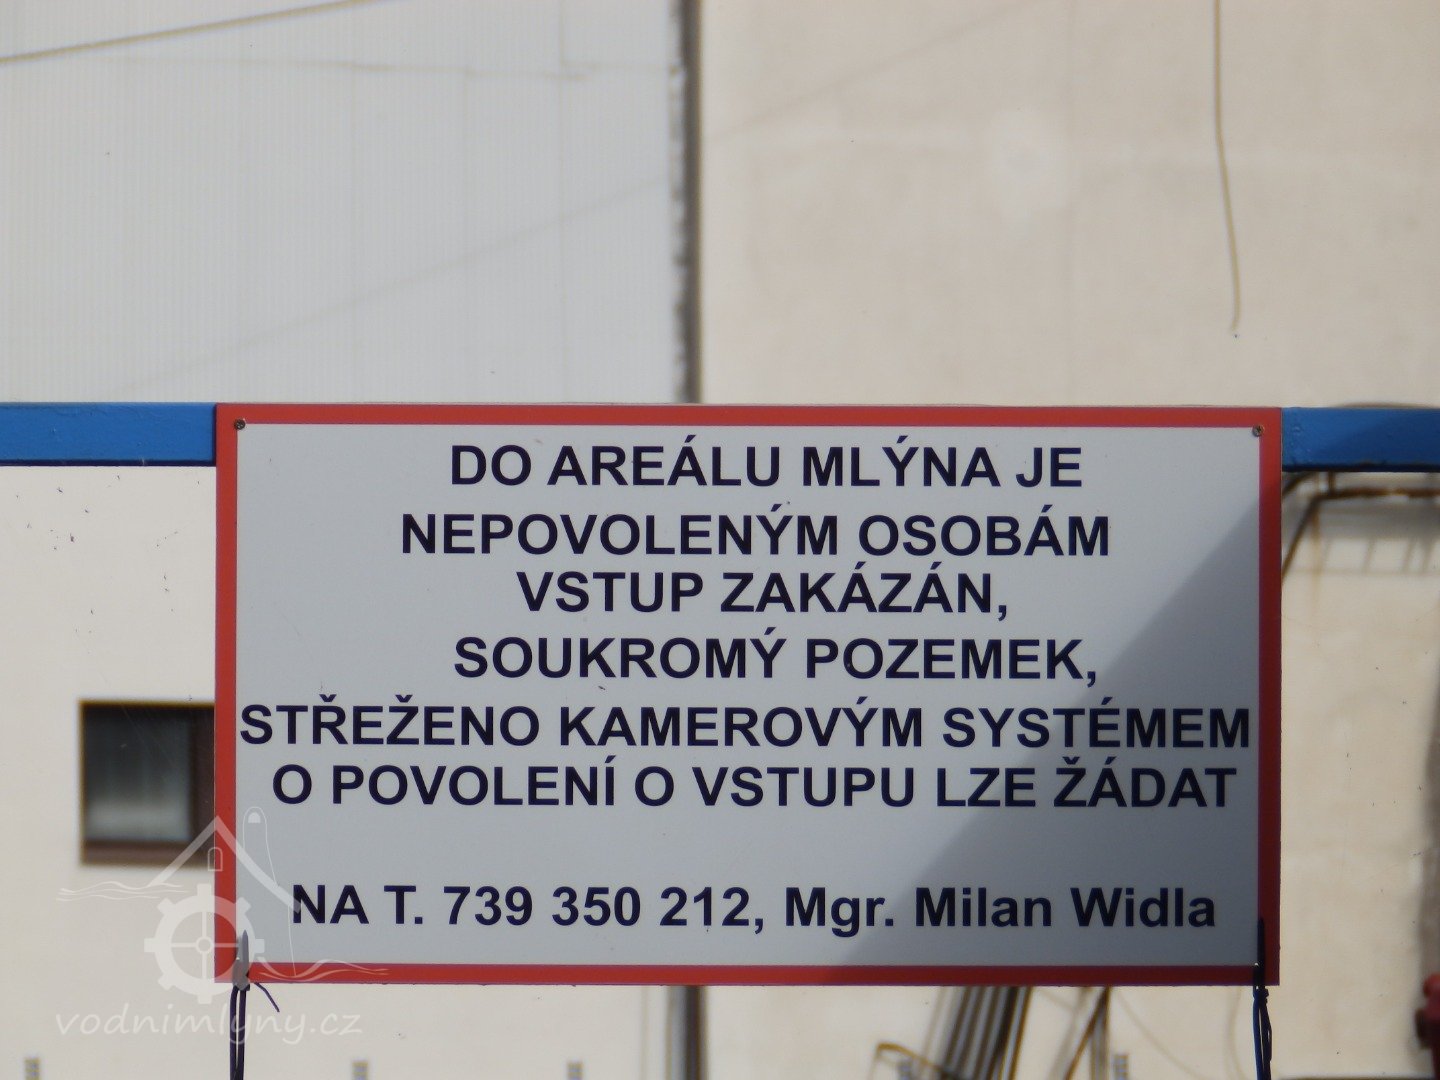 DO AREÁLU MLÝNA JE
NEPOVOLENÝM OSOBÁM
VSTUP ZAKÁZÁN,
SOUKROMÝ POZEMEK,
STŘEŽENO KAMEROVÝM SYSTÉMEM
O POVOLENÍ O VSTUPU LZE ŽÁDAT
NA T. 739 350 212, Mgr. Milan Widla
vodnimlyny.cz